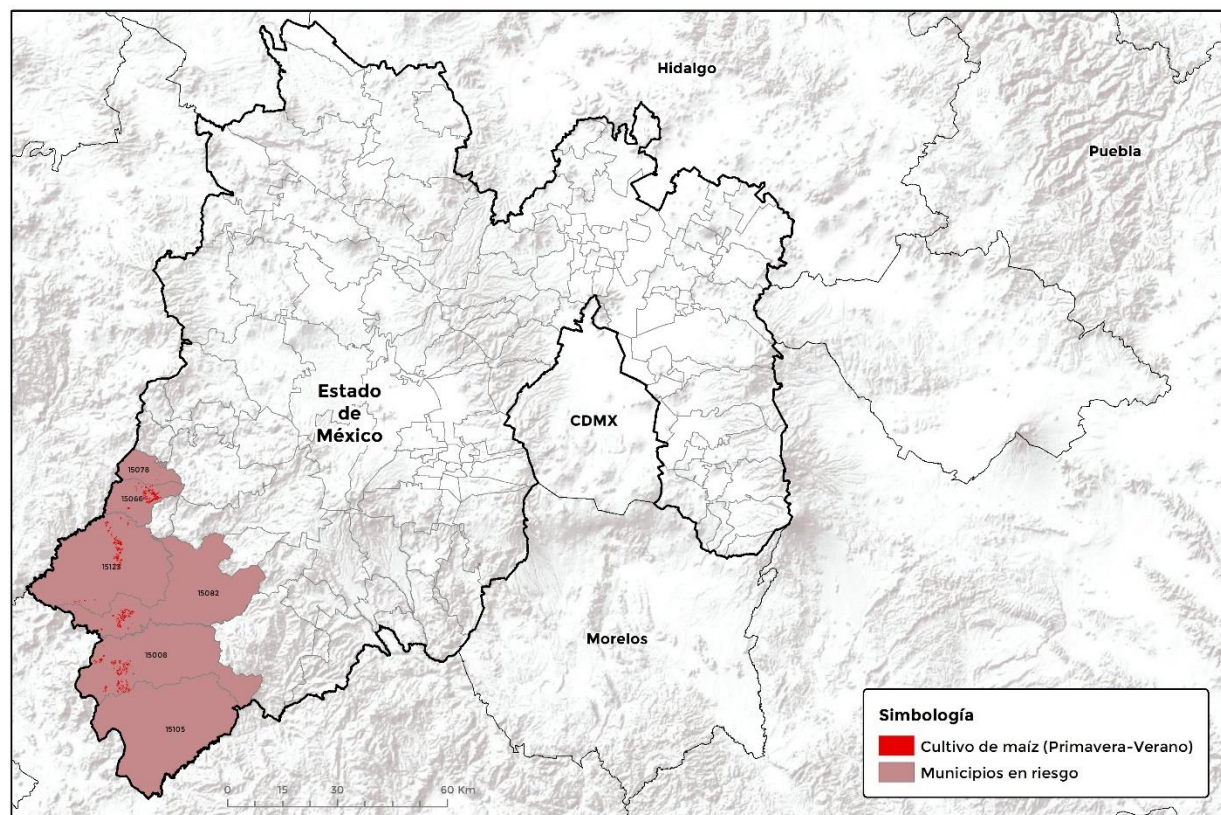 Hidalgo
Puebla
Estado
de
México
CDMX
15078
15066
15123
15082
Morelos
15008
15105
Simbología
Cultivo de maíz (Primavera-Verano)
Municipios en riesgo
0 15 30 60 Km